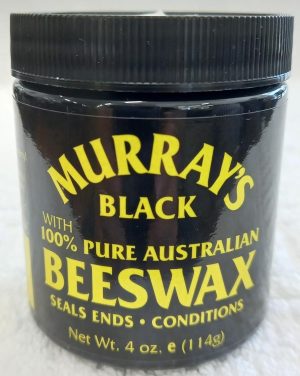 MURRAY'S
BLACK
WITH
100% PURE AUSTRALIAN
BEESWAX
SEALS ENDS • CONDITIONS
Net Wt. 4 oz. e (114g)